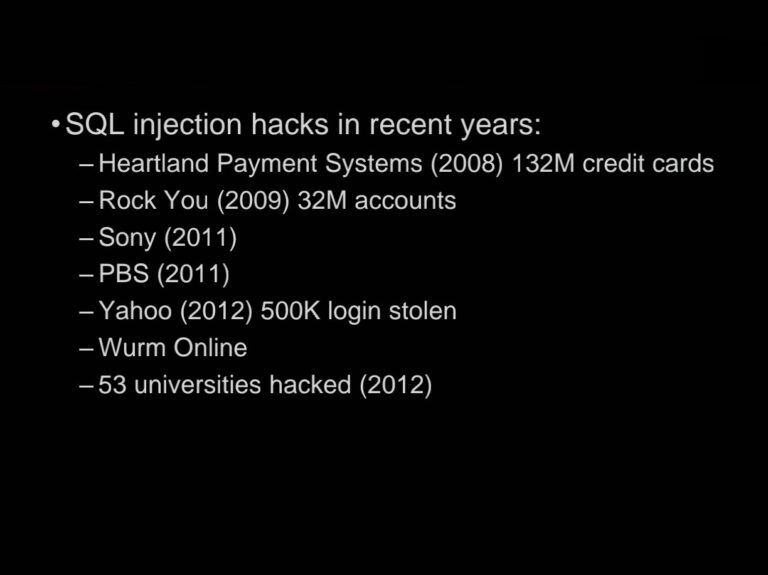 •SQL injection hacks in recent years:
–Heartland Payment Systems (2008) 132M credit cards
–Rock You (2009) 32M accounts
–Sony (2011)
–PBS (2011)
–Yahoo (2012) 500K login stolen
–Wurm Online
–53 universities hacked (2012)